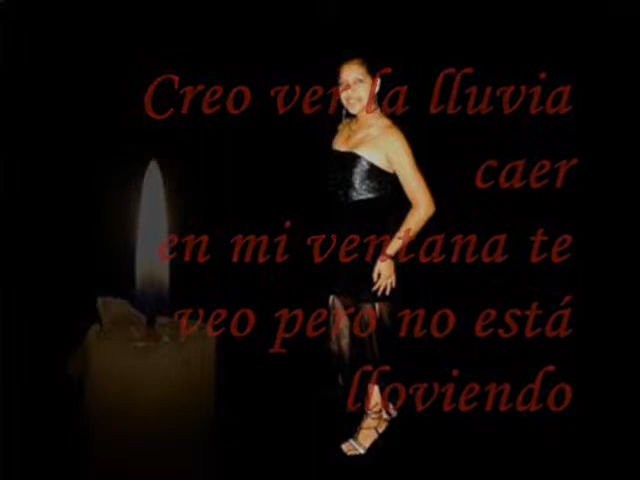 Creo ver la lluvia
caer
en mi ventana te
veo pero no está
lloviendo